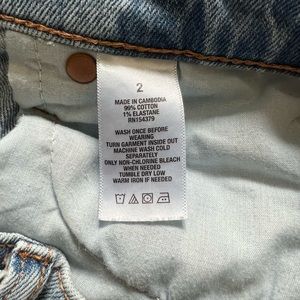 2
MADE IN CAMBODIA
99% COTTON
1% ELASTANE
RN154379
WASH ONCE BEFORE
WEARING
TURN GARMENT INSIDE OUT
MACHINE WASH COLD
SEPARATELY
ONLY NON-CHLORINE BLEACH
WHEN NEEDED
TUMBLE DRY LOW
WARM IRON IF NEEDED